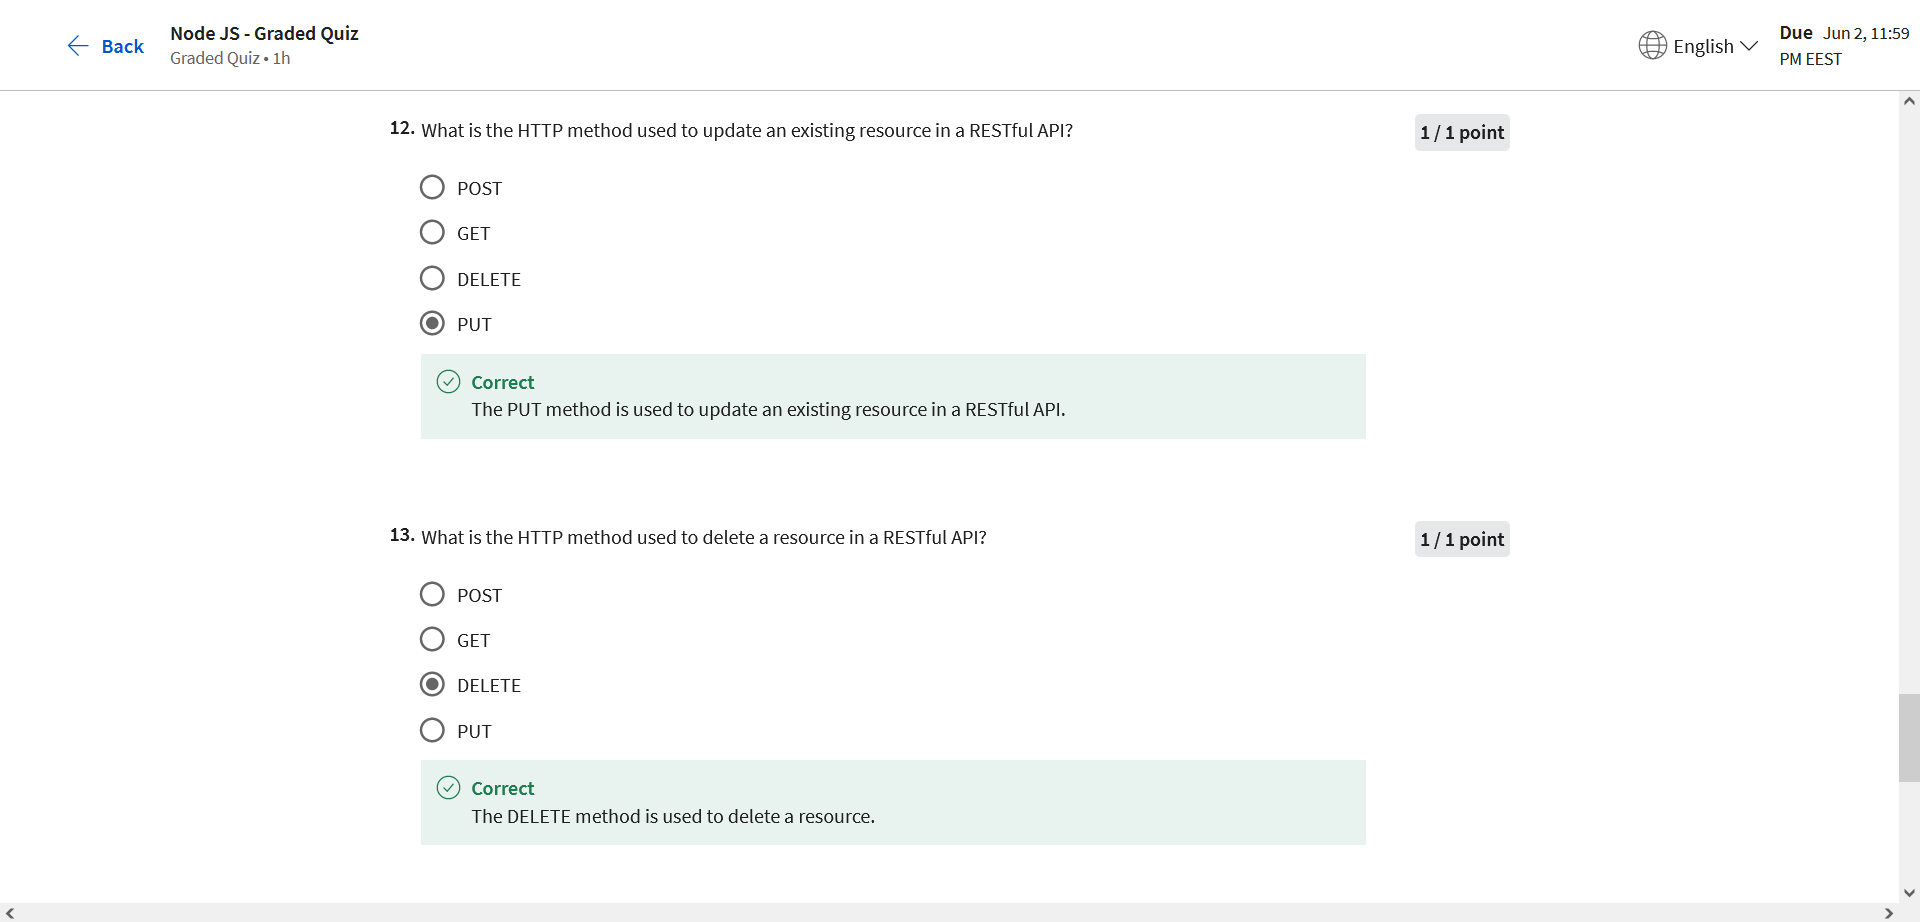 Back
Node JS - Graded Quiz
Graded Quiz • 1h
English
Due Jun 2, 11:59
PM EEST
12. What is the HTTP method used to update an existing resource in a RESTful API?
1 / 1 point
POST
GET
DELETE
PUT
Correct
The PUT method is used to update an existing resource in a RESTful API.
13. What is the HTTP method used to delete a resource in a RESTful API?
1 / 1 point
POST
GET
DELETE
PUT
Correct
The DELETE method is used to delete a resource.